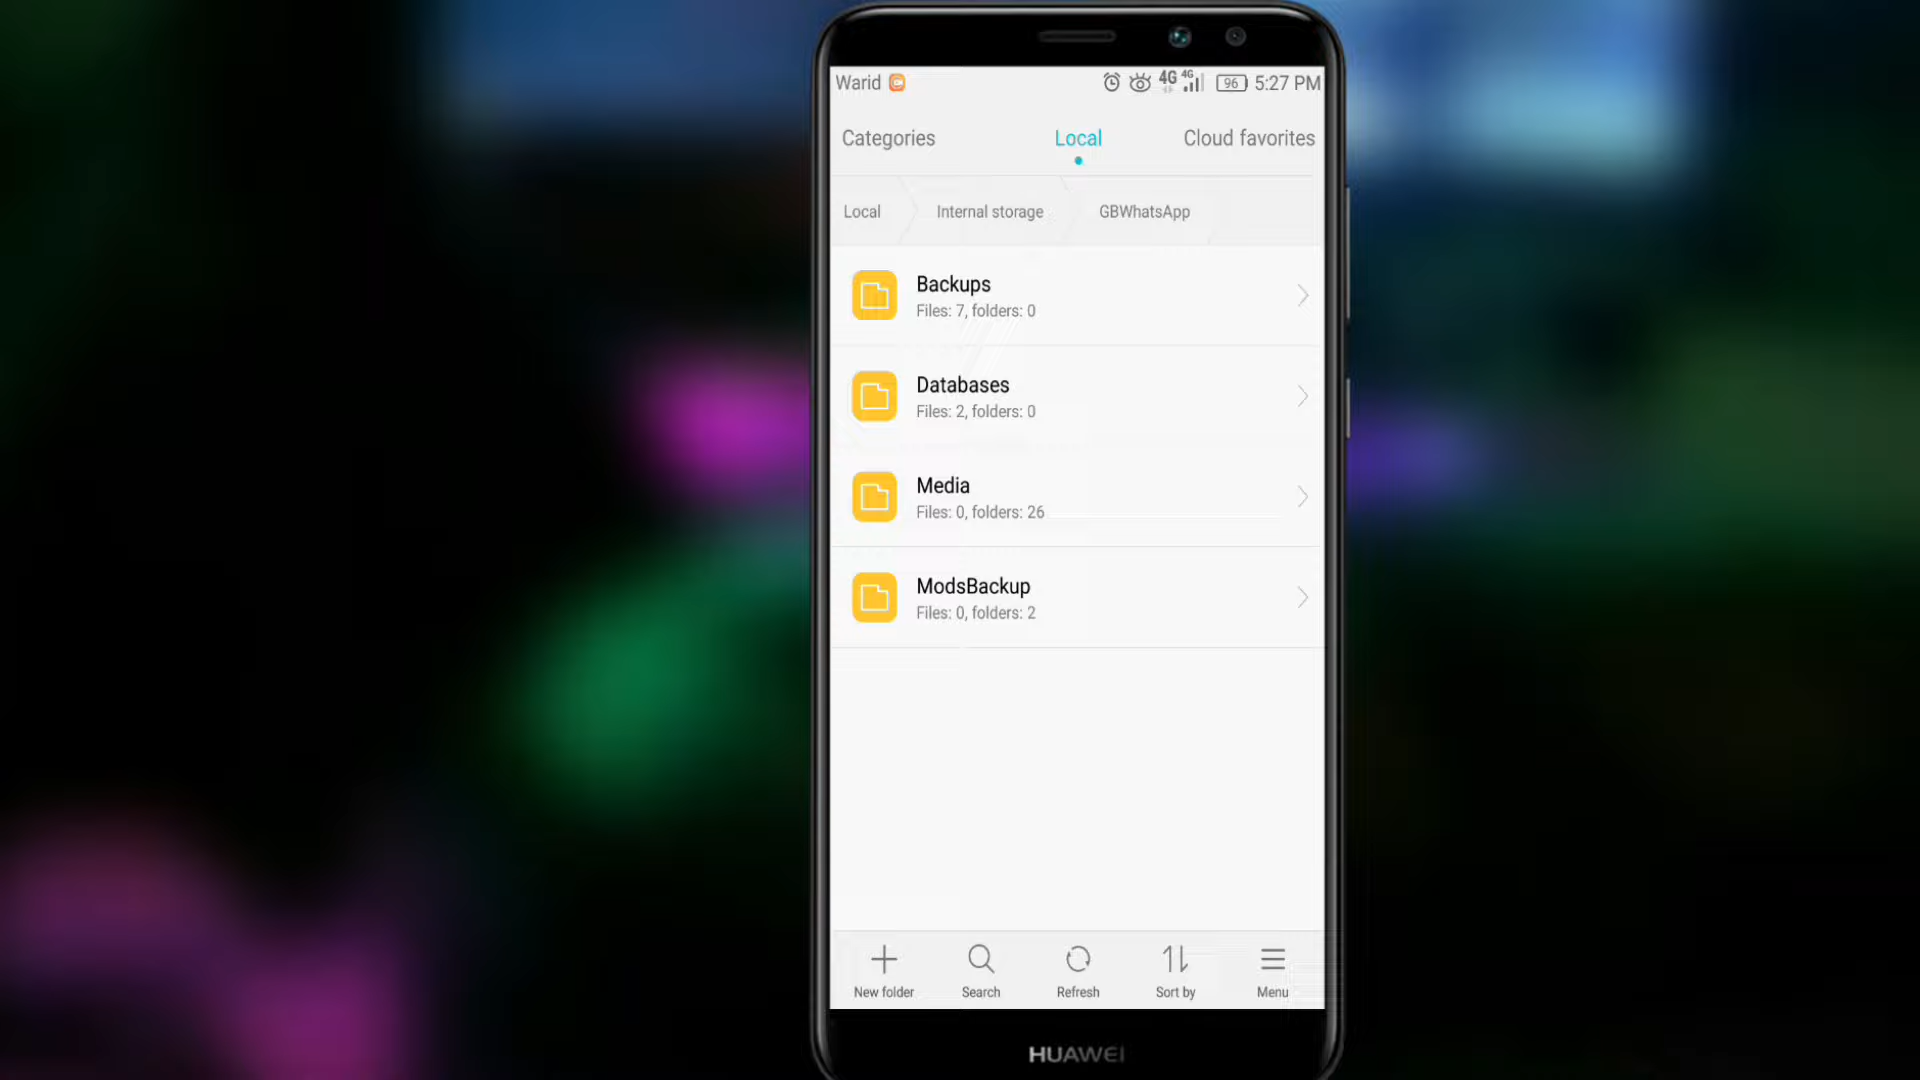 Warid
4G 4G 96 5:27 PM
Categories Local Cloud favorites
Local Internal storage GBWhatsApp
Backups
Files: 7, folders: 0
Databases
Files: 2, folders: 0
Media
Files: 0, folders: 26
ModsBackup
Files: 0, folders: 2
New folder Search Refresh Sort by Menu
HUAWEI